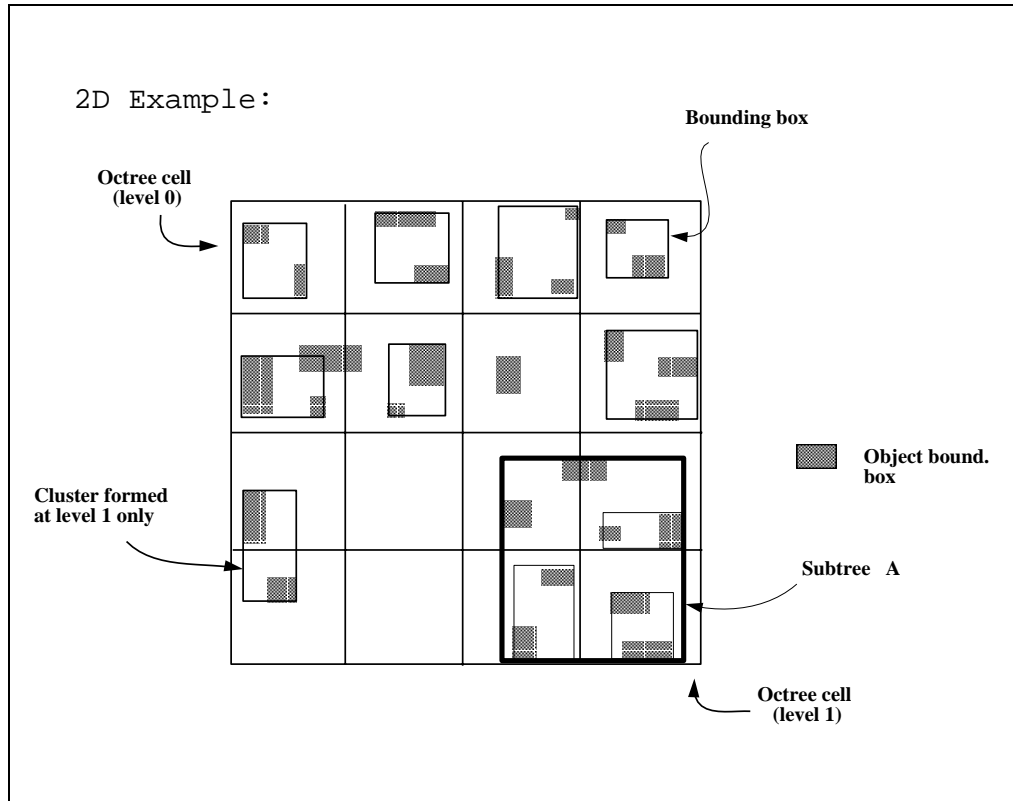 2D Example:
Bounding box
Octree cell
(level 0)
Object bound.
box
Cluster formed
at level 1 only
Subtree A
Octree cell
(level 1)